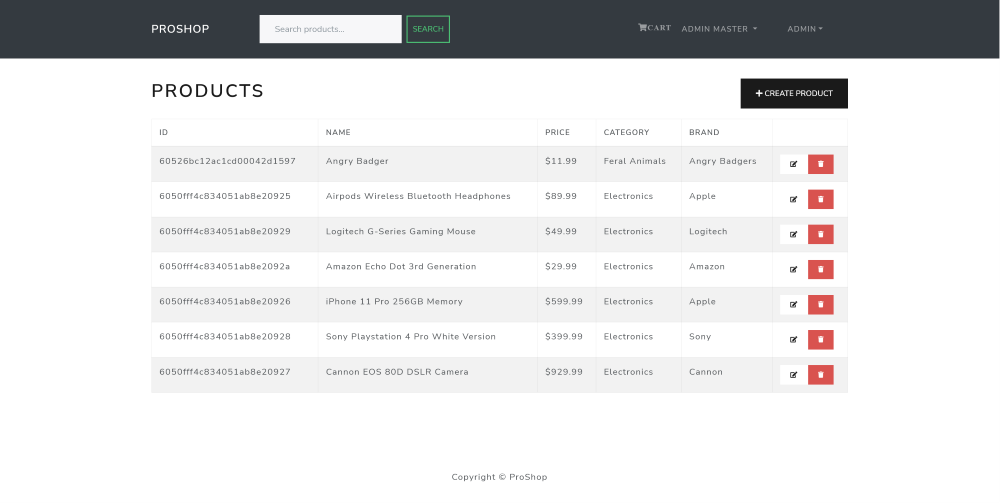 PROSHOP Search products... SEARCH CART ADMIN MASTER ADMIN
PRODUCTS CREATE PRODUCT
ID NAME PRICE CATEGORY BRAND
60526bc12ac1cd00042d1597 Angry Badger $11.99 Feral Animals Angry Badgers
6050fff4c834051ab8e20925 Airpods Wireless Bluetooth Headphones $89.99 Electronics Apple
6050fff4c834051ab8e20929 Logitech G-Series Gaming Mouse $49.99 Electronics Logitech
6050fff4c834051ab8e2092a Amazon Echo Dot 3rd Generation $29.99 Electronics Amazon
6050fff4c834051ab8e20926 iPhone 11 Pro 256GB Memory $599.99 Electronics Apple
6050fff4c834051ab8e20928 Sony Playstation 4 Pro White Version $399.99 Electronics Sony
6050fff4c834051ab8e20927 Cannon EOS 80D DSLR Camera $929.99 Electronics Cannon
Copyright © ProShop